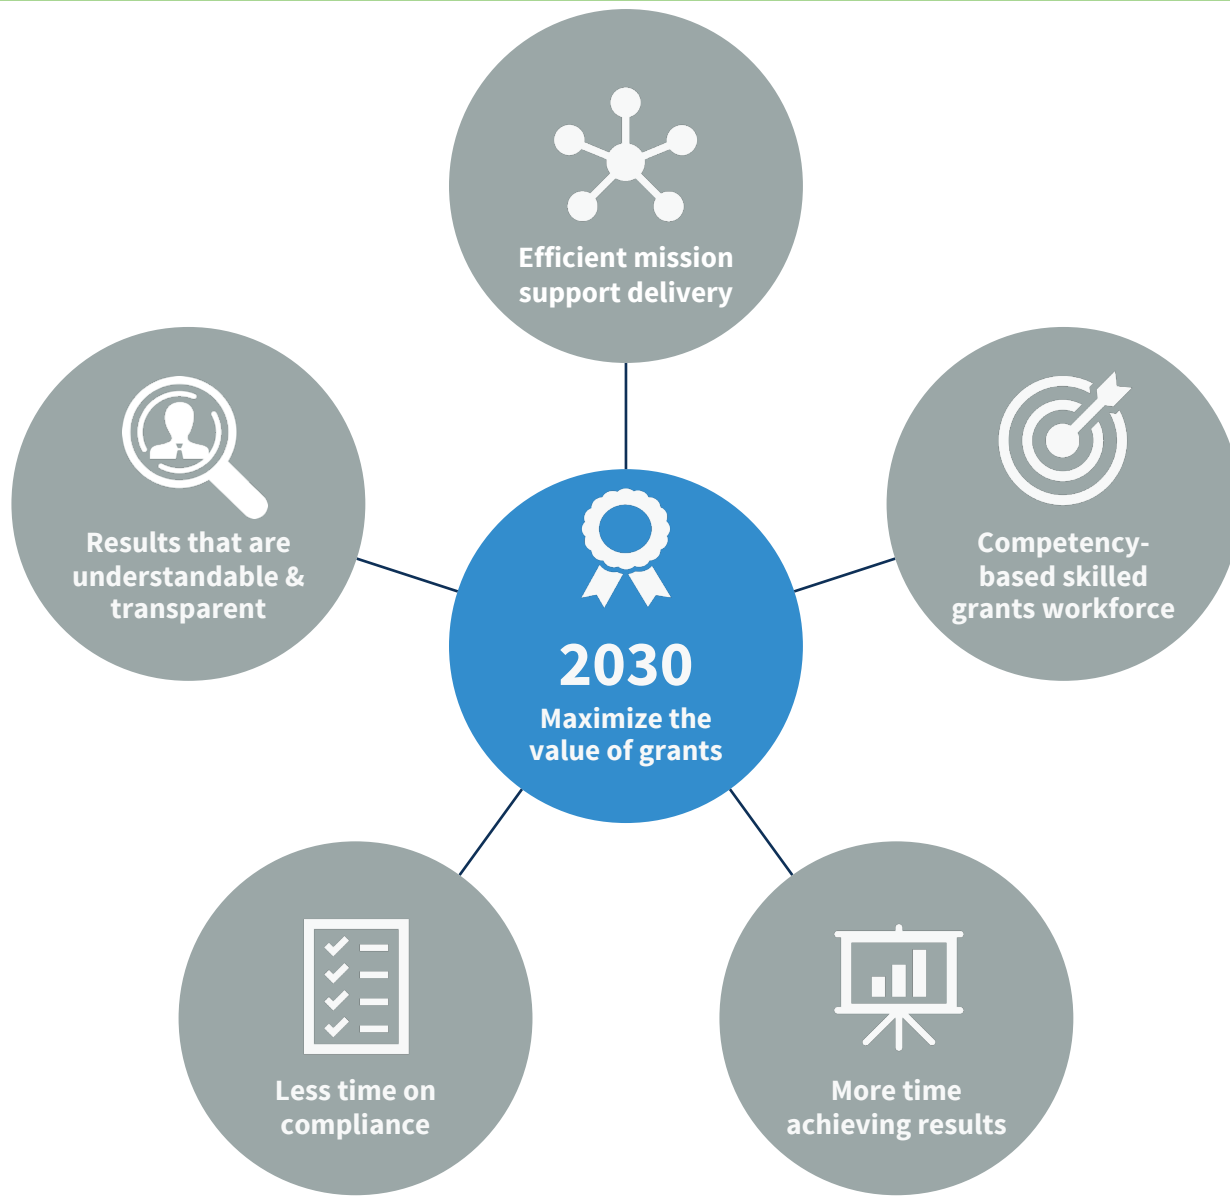 Efficient mission
support delivery
Results that are
understandable &
transparent
Competency-
based skilled
grants workforce
2030
Maximize the
value of grants
Less time on
compliance
More time
achieving results